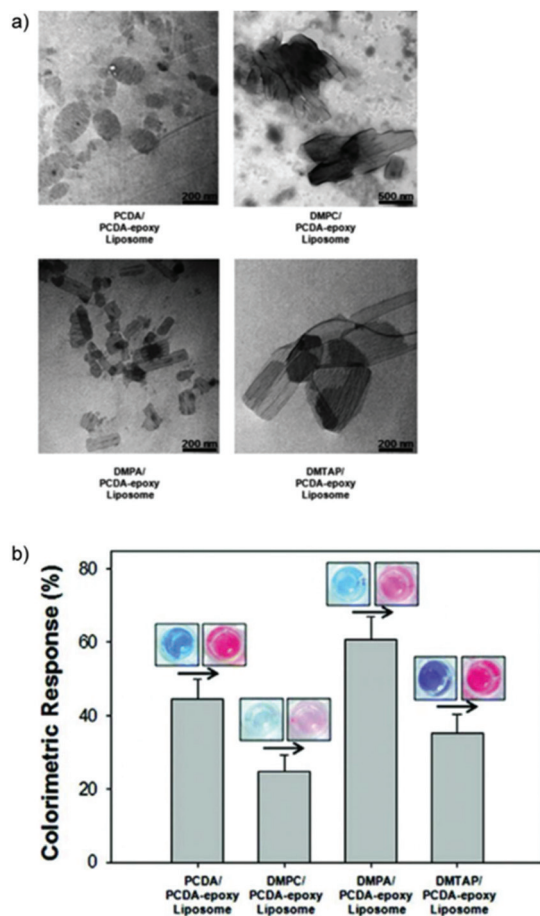 a)
200 nm
500 nm
PCDA/
PCDA-epoxy
Liposome
DMPC/
PCDA-epoxy
Liposome
200 nm
200 nm
DMPA/
PCDA-epoxy
Liposome
DMTAP/
PCDA-epoxy
Liposome
b)
Colorimetric Response (%)
80
60
40
20
0
PCDA/
PCDA-epoxy
Liposome
DMPC/
PCDA-epoxy
Liposome
DMPA/
PCDA-epoxy
Liposome
DMTAP/
PCDA-epoxy
Liposome